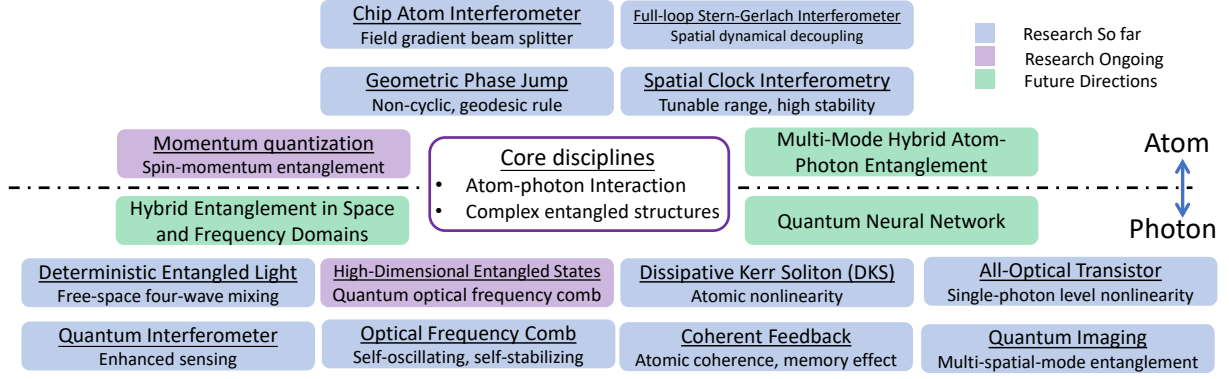 Chip Atom Interferometer
Field gradient beam splitter
Full-loop Stern-Gerlach Interferometer
Spatial dynamical decoupling
Research So far
Research Ongoing
Future Directions
Geometric Phase Jump
Non-cyclic, geodesic rule
Spatial Clock Interferometry
Tunable range, high stability
Momentum quantization
Spin-momentum entanglement
Core disciplines
• Atom-photon Interaction
• Complex entangled structures
Multi-Mode Hybrid Atom-
Photon Entanglement
Atom
Hybrid Entanglement in Space
and Frequency Domains
Quantum Neural Network
Photon
Deterministic Entangled Light
Free-space four-wave mixing
High-Dimensional Entangled States
Quantum optical frequency comb
Dissipative Kerr Soliton (DKS)
Atomic nonlinearity
All-Optical Transistor
Single-photon level nonlinearity
Quantum Interferometer
Enhanced sensing
Optical Frequency Comb
Self-oscillating, self-stabilizing
Coherent Feedback
Atomic coherence, memory effect
Quantum Imaging
Multi-spatial-mode entanglement